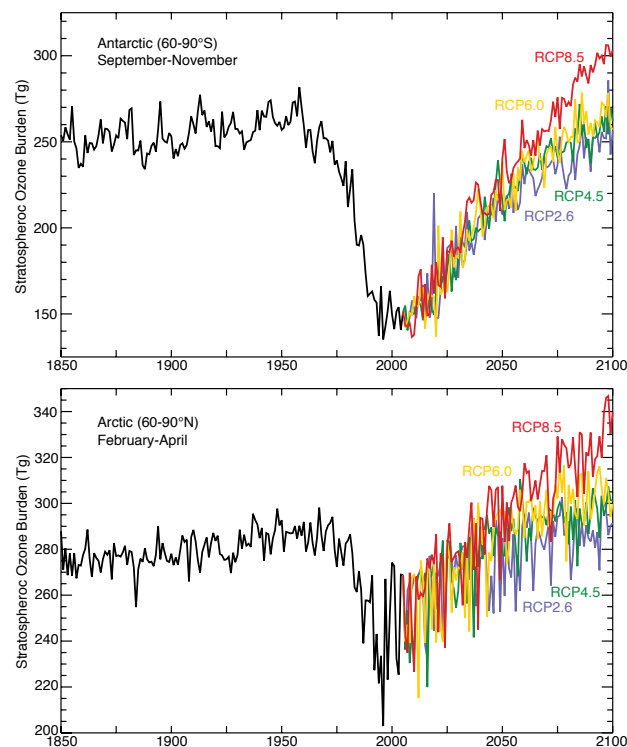 Antarctic (60-90°S)
September-November
RCP8.5
RCP6.0
RCP4.5
RCP2.6
Stratospheroc Ozone Burden (Tg)
300
250
200
150
1850 1900 1950 2000 2050 2100
Arctic (60-90°N)
February-April
RCP8.5
RCP6.0
RCP4.5
RCP2.6
Stratospheroc Ozone Burden (Tg)
340
320
300
280
260
240
220
200
1850 1900 1950 2000 2050 2100